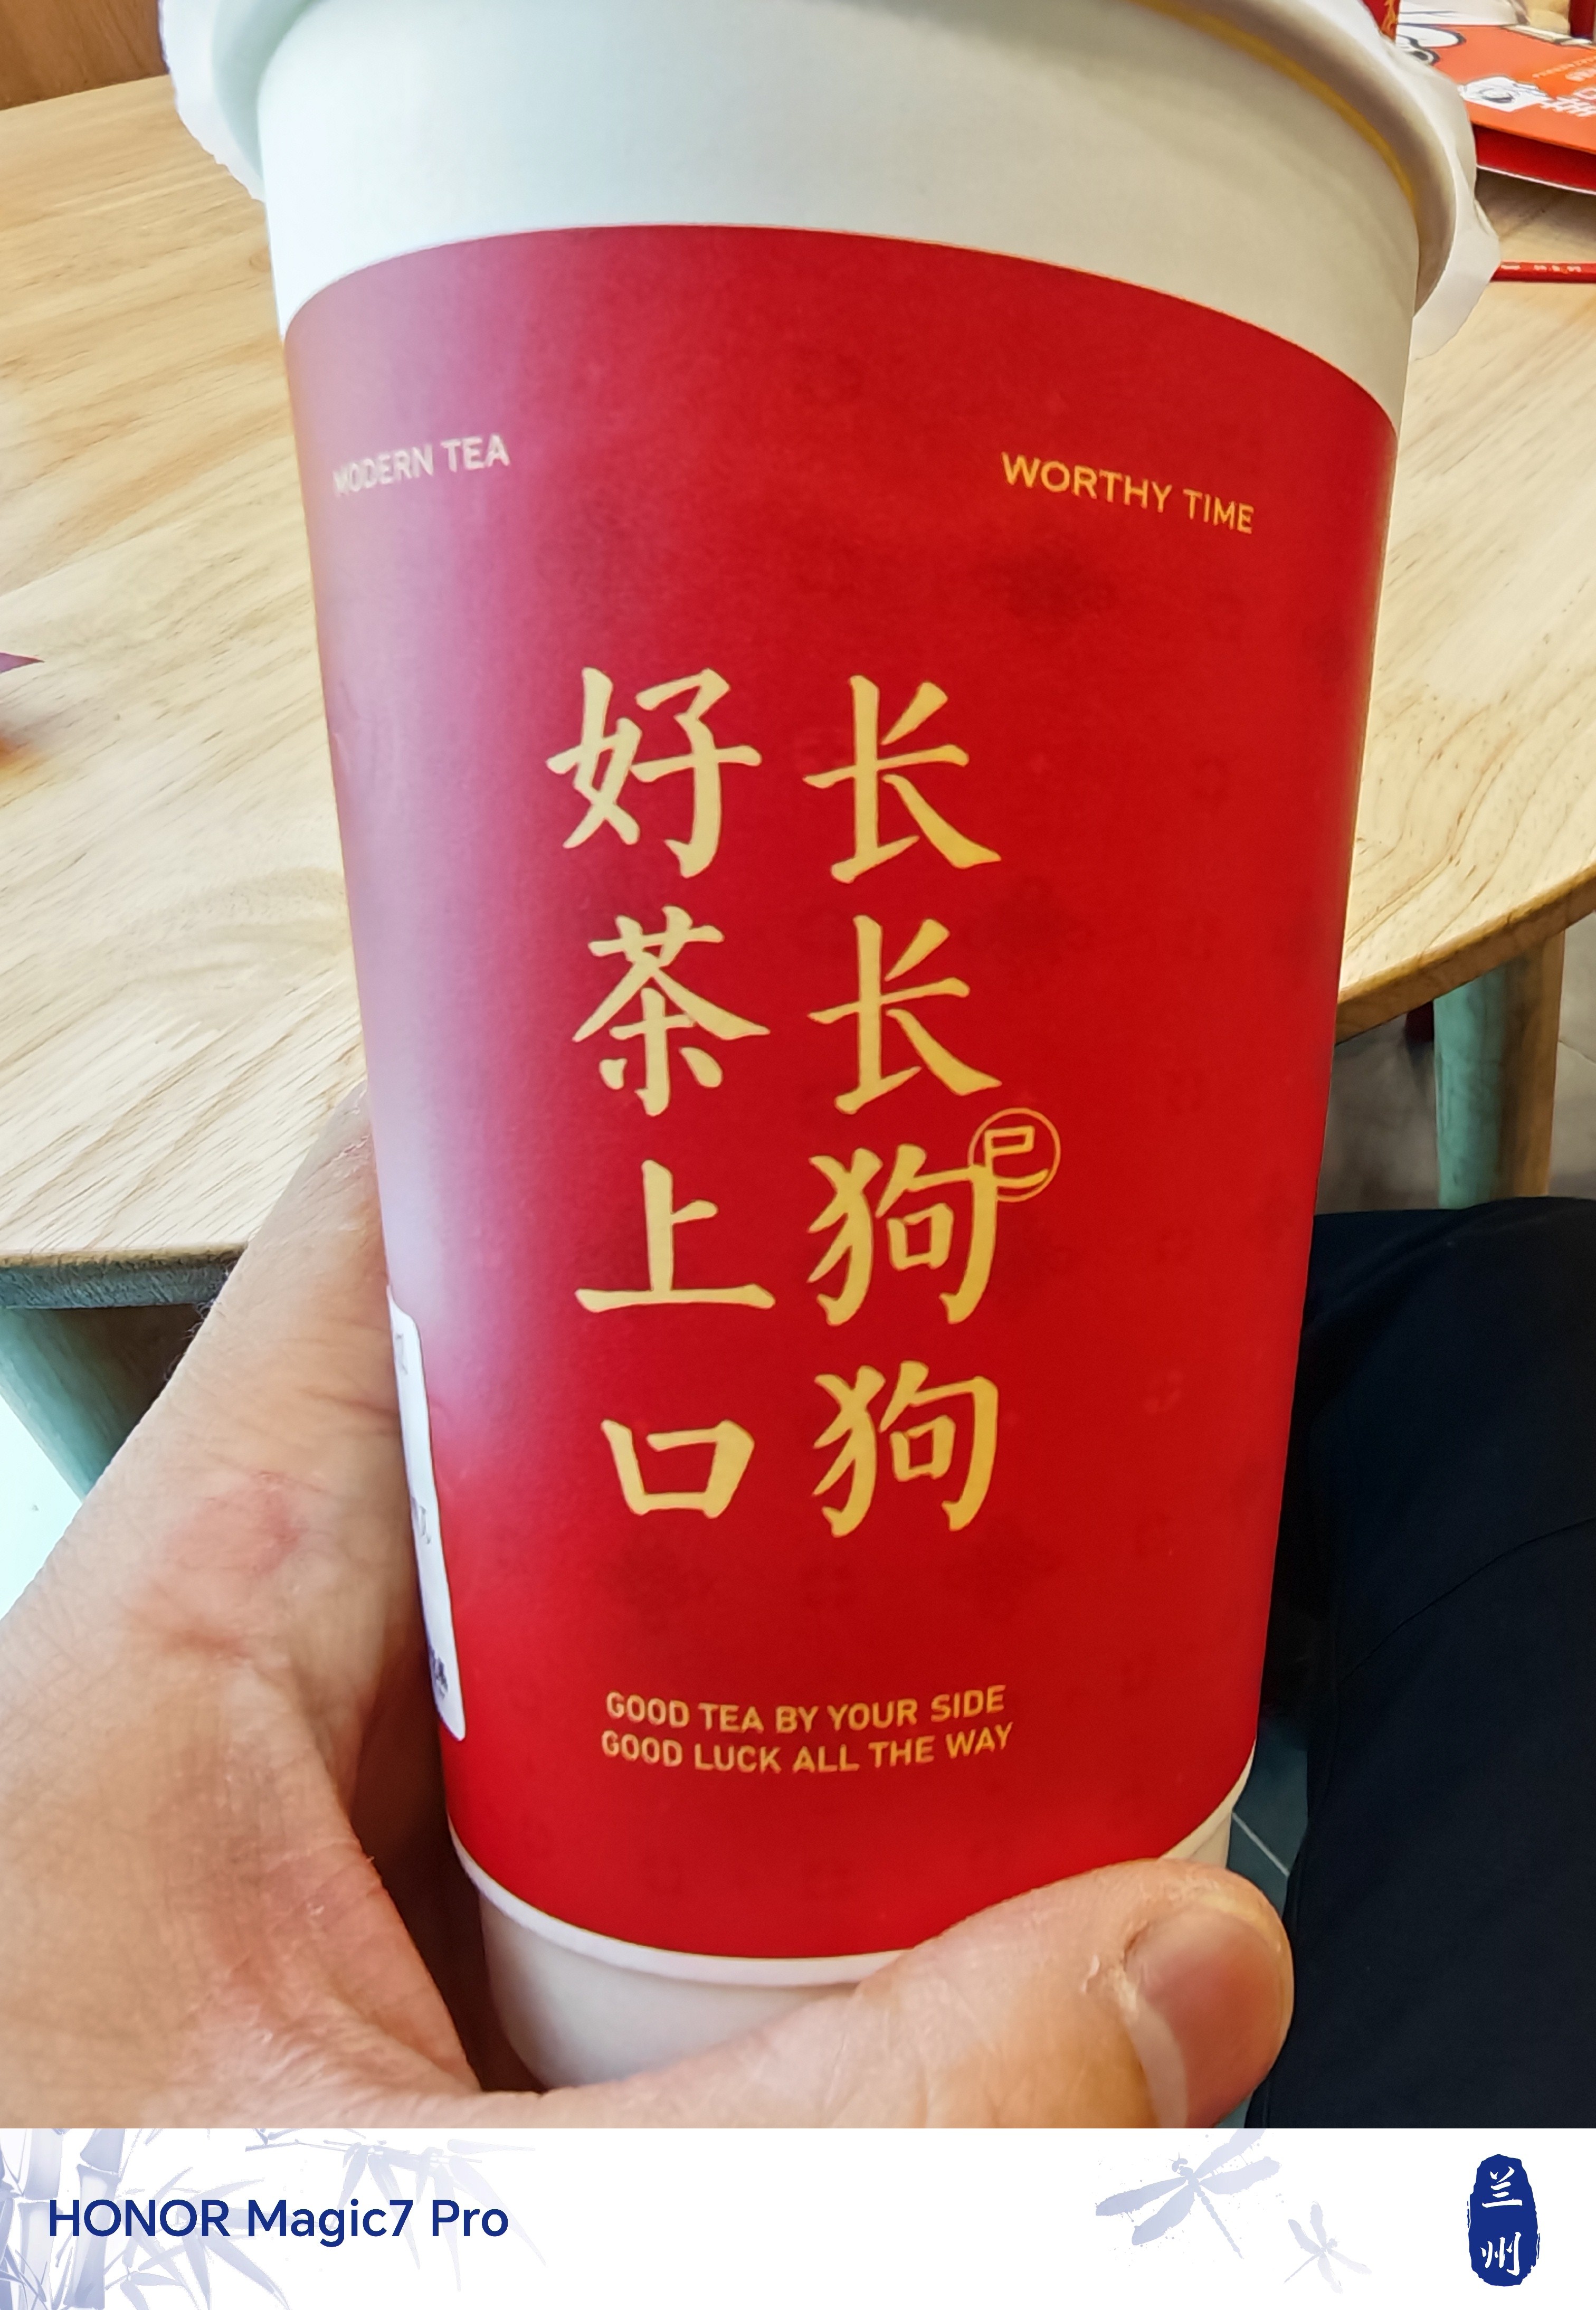 MODERN TEA
WORTHY TIME
长长狗狗
已
好茶上口
GOOD TEA BY YOUR SIDE
GOOD LUCK ALL THE WAY
HONOR Magic7 Pro
兰州